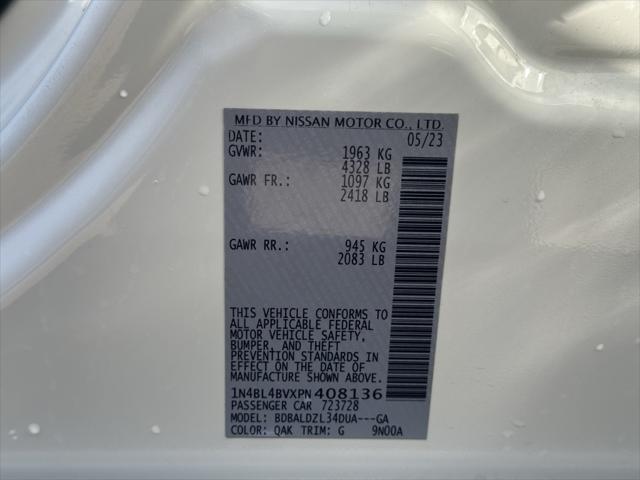 MFD BY NISSAN MOTOR CO., LTD.
DATE: 05/23
GVWR: 1963 KG
4328 LB
GAWR FR.: 1097 KG
2418 LB
GAWR RR.: 945 KG
2083 LB
THIS VEHICLE CONFORMS TO
ALL APPLICABLE FEDERAL
MOTOR VEHICLE SAFETY,
BUMPER, AND THEFT
PREVENTION STANDARDS IN
EFFECT ON THE DATE OF
MANUFACTURE SHOWN ABOVE.
1N4BL4BVXPN408136
PASSENGER CAR 723728
MODEL: BDBALDZL34DUA---GA
COLOR: QAK TRIM: G 9N00A